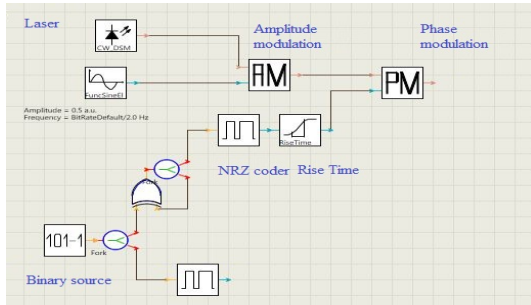 Laser
Amplitude
modulation
Phase
modulation
CW_DSM
AM
PM
FuncSineEl
Amplitude = 0.5 a.u.
Frequency = BitRateDefault/2.0 Hz
RiseTime
NRZ coder
Rise Time
Fork
101-1
Fork
Binary source